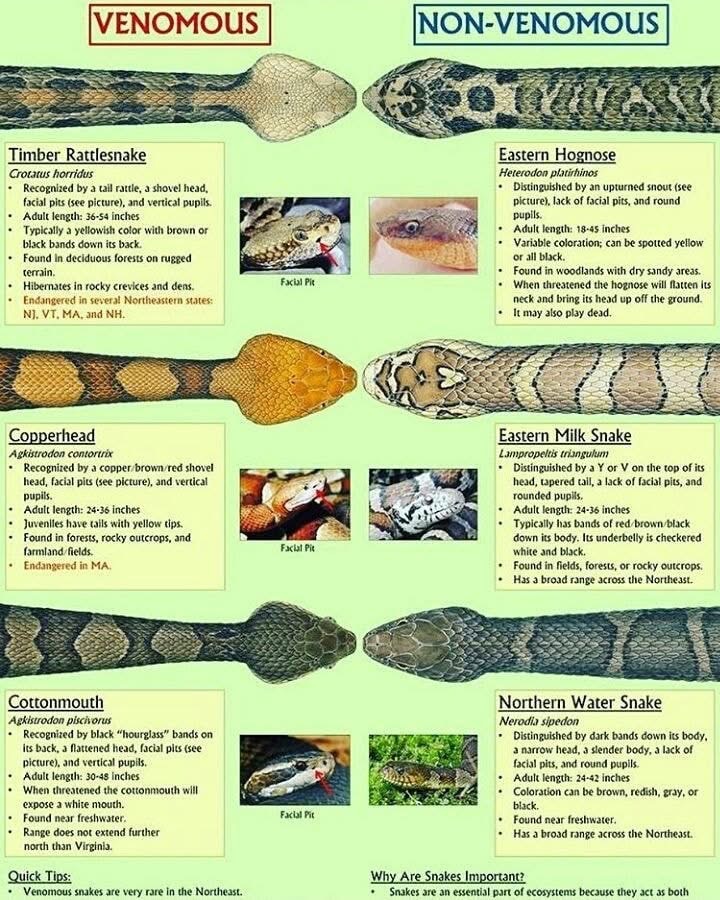 VENOMOUS
NON-VENOMOUS
Timber Rattlesnake
Crotatus horridus
• Recognized by a tail rattle, a shovel head,
facial pits (see picture), and vertical pupils.
• Adult length: 36-54 inches
• Typically a yellowish color with brown or
black bands down its back.
• Found in deciduous forests on rugged
terrain.
• Hibernates in rocky crevices and dens.
• Endangered in several Northeastern states:
NJ, VT, MA, and NH.
Facial Pit
Eastern Hognose
Heterodon platirhinos
• Distinguished by an upturned snout (see
picture), lack of facial pits, and round
pupils.
• Adult length: 18-45 inches
• Variable coloration; can be spotted yellow
or all black.
• Found in woodlands with dry sandy areas.
• When threatened the hognose will flatten its
neck and bring its head up off the ground.
• It may also play dead.
Copperhead
Agkistrodon contortrix
• Recognized by a copper/brown/red shovel
head, facial pits (see picture), and vertical
pupils.
• Adult length: 24-36 inches
• Juveniles have tails with yellow tips.
• Found in forests, rocky outcrops, and
farmland/fields.
• Endangered in MA.
Facial Pit
Eastern Milk Snake
Lampropeltis triangulum
• Distinguished by a Y or V on the top of its
head, tapered tail, a lack of facial pits, and
rounded pupils.
• Adult length: 24-36 inches
• Typically has bands of red/brown/black
down its body. Its underbelly is checkered
white and black.
• Found in fields, forests, or rocky outcrops.
• Has a broad range across the Northeast.
Cottonmouth
Agkistrodon piscivorus
• Recognized by black “hourglass” bands on
its back, a flattened head, facial pits (see
picture), and vertical pupils.
• Adult length: 30-48 inches
• When threatened the cottonmouth will
expose a white mouth.
• Found near freshwater.
• Range does not extend further
north than Virginia.
Facial Pit
Northern Water Snake
Nerodia sipedon
• Distinguished by dark bands down its body,
a narrow head, a slender body, a lack of
facial pits, and round pupils.
• Adult length: 24-42 inches
• Coloration can be brown, redish, gray, or
black.
• Found near freshwater.
• Has a broad range across the Northeast.
Quick Tips:
• Venomous snakes are very rare in the Northeast.
Why Are Snakes Important?
• Snakes are an essential part of ecosystems because they act as both